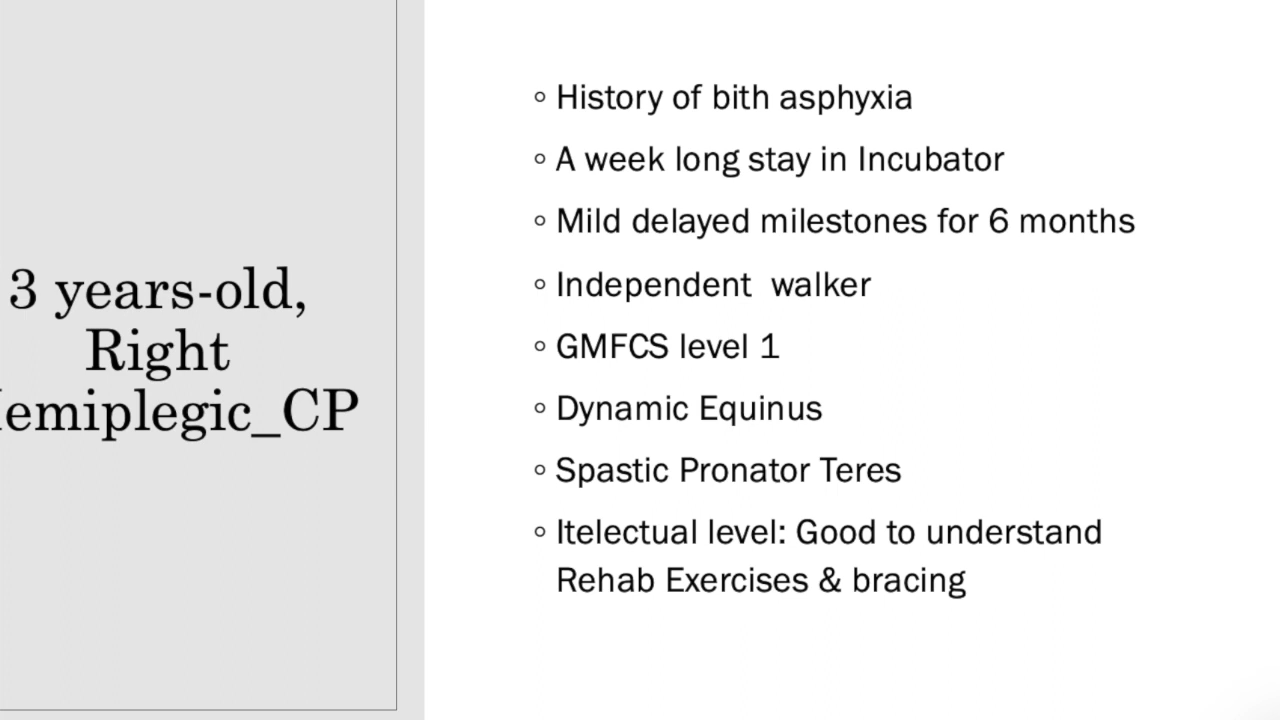 3 years-old,
Right
emiplegic_CP
◦ History of bith asphyxia
◦ A week long stay in Incubator
◦ Mild delayed milestones for 6 months
◦ Independent walker
◦ GMFCS level 1
◦ Dynamic Equinus
◦ Spastic Pronator Teres
◦ Itelectual level: Good to understand
Rehab Exercises & bracing